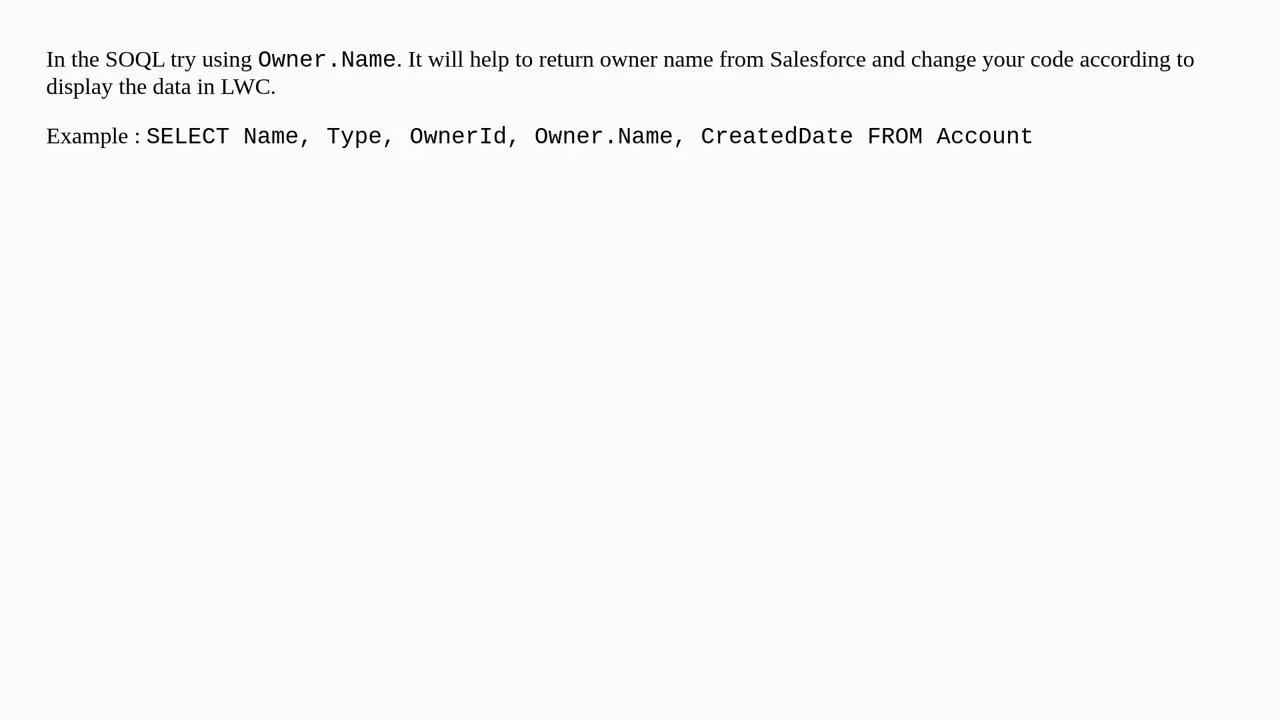 In the SOQL try using Owner.Name. It will help to return owner name from Salesforce and change your code according to
display the data in LWC.
Example : SELECT Name, Type, OwnerId, Owner.Name, CreatedDate FROM Account